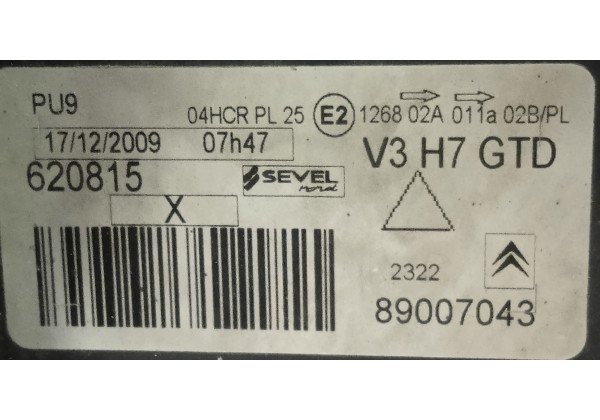 PU9
04HCR PL 25 E2 1268 02A 011a 02B/PL
17/12/2009 07h47
V3 H7 GTD
620815
SEVEL
nord
X
2322
89007043